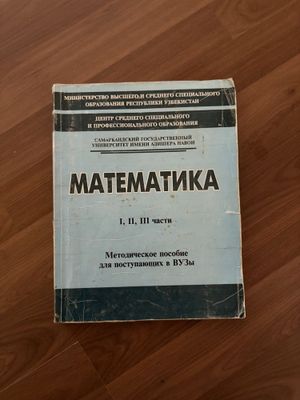 МИНИСТЕРСТВО ВЫСШЕГО И СРЕДНЕГО СПЕЦИАЛЬНОГО
ОБРАЗОВАНИЯ РЕСПУБЛИКИ УЗБЕКИСТАН
ЦЕНТР СРЕДНЕГО СПЕЦИАЛЬНОГО
И ПРОФЕССИОНАЛЬНОГО ОБРАЗОВАНИЯ
САМАРКАНДСКИЙ ГОСУДАРСТВЕННЫЙ
УНИВЕРСИТЕТ ИМЕНИ АЛИШЕРА НАВОИ
МАТЕМАТИКА
I, II, III части
Методическое пособие
для поступающих в ВУЗы